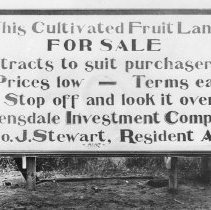 This Cultivated Fruit Lan
FOR SALE
tracts to suit purchaser
Prices low — Terms ea
Stop off and look it over
ensdale Investment Comp
o. J. Stewart, Resident A